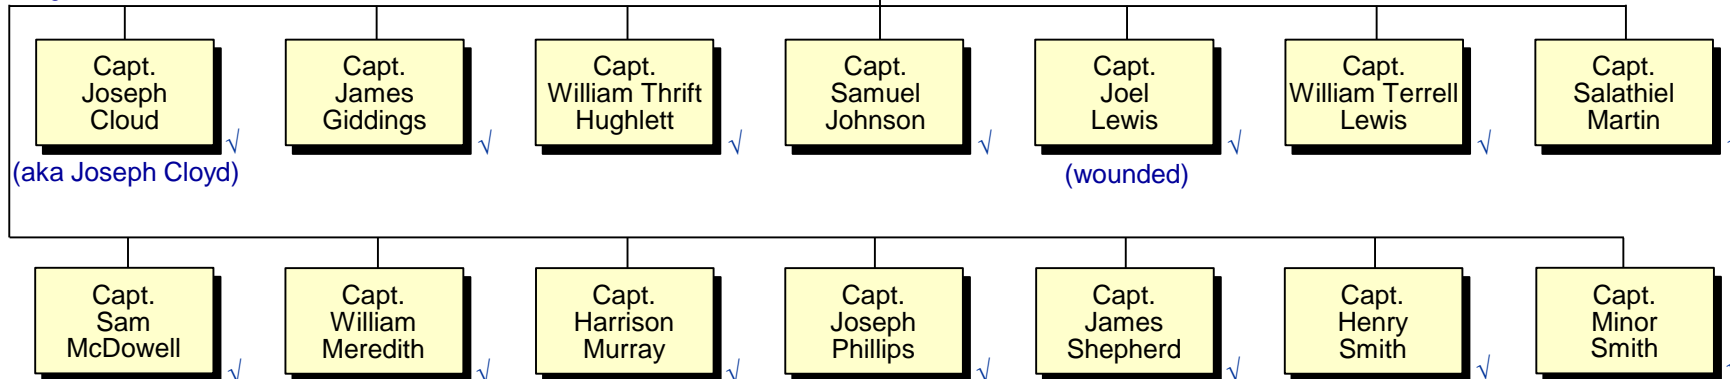 Capt.
Joseph
Cloud
√
(aka Joseph Cloyd)
Capt.
James
Giddings
√
Capt.
William Thrift
Hughlett
√
Capt.
Samuel
Johnson
√
Capt.
Joel
Lewis
√
(wounded)
Capt.
William Terrell
Lewis
√
Capt.
Salathiel
Martin
Capt.
Sam
McDowell
√
Capt.
William
Meredith
√
Capt.
Harrison
Murray
√
Capt.
Joseph
Phillips
√
Capt.
James
Shepherd
√
Capt.
Henry
Smith
√
Capt.
Minor
Smith